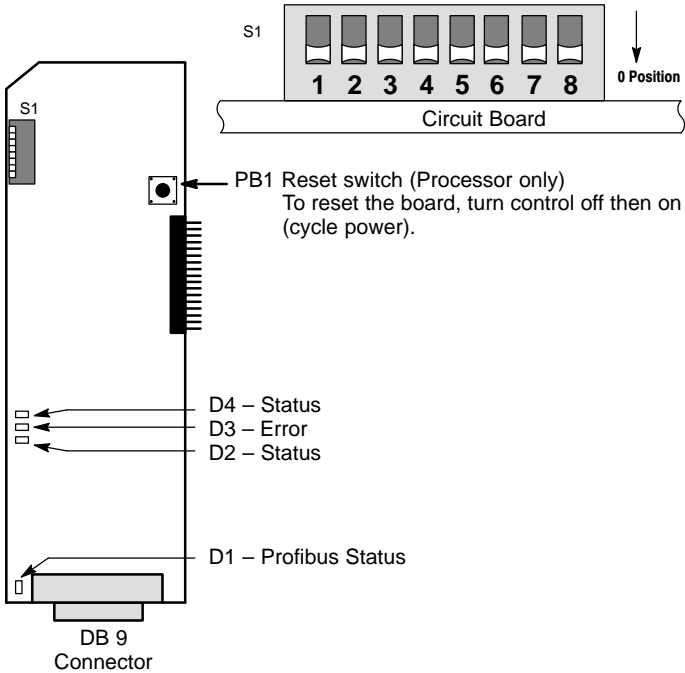 S1
1 2 3 4 5 6 7 8
0 Position
Circuit Board
S1
PB1 Reset switch (Processor only)
To reset the board, turn control off then on
(cycle power).
D4 – Status
D3 – Error
D2 – Status
D1 – Profibus Status
DB 9
Connector